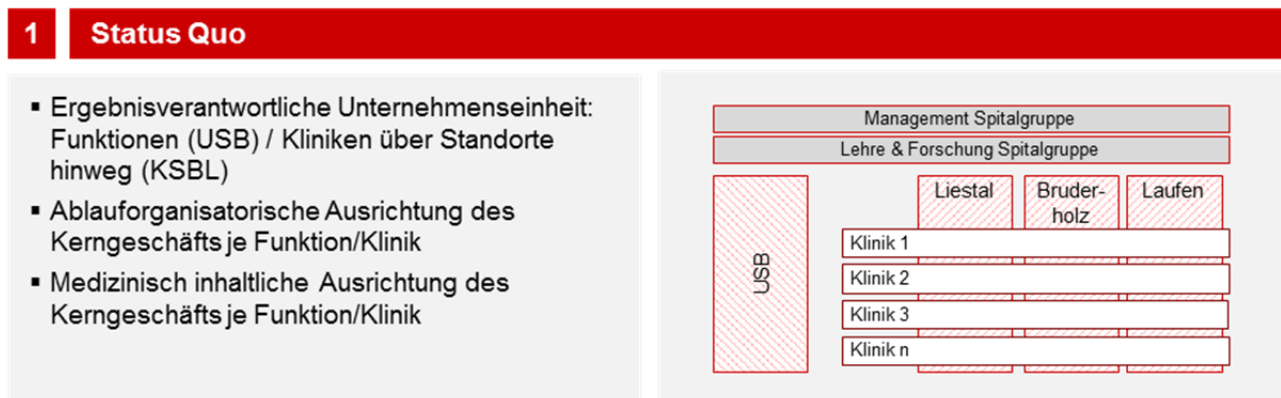 1 Status Quo
▪ Ergebnisverantwortliche Unternehmenseinheit:
Funktionen (USB) / Kliniken über Standorte
hinweg (KSBL)
▪ Ablauforganisatorische Ausrichtung des
Kerngeschäfts je Funktion/Klinik
▪ Medizinisch inhaltliche Ausrichtung des
Kerngeschäfts je Funktion/Klinik
Management Spitalgruppe
Lehre & Forschung Spitalgruppe
USB
Liestal
Bruder-
holz
Laufen
Klinik 1
Klinik 2
Klinik 3
Klinik n